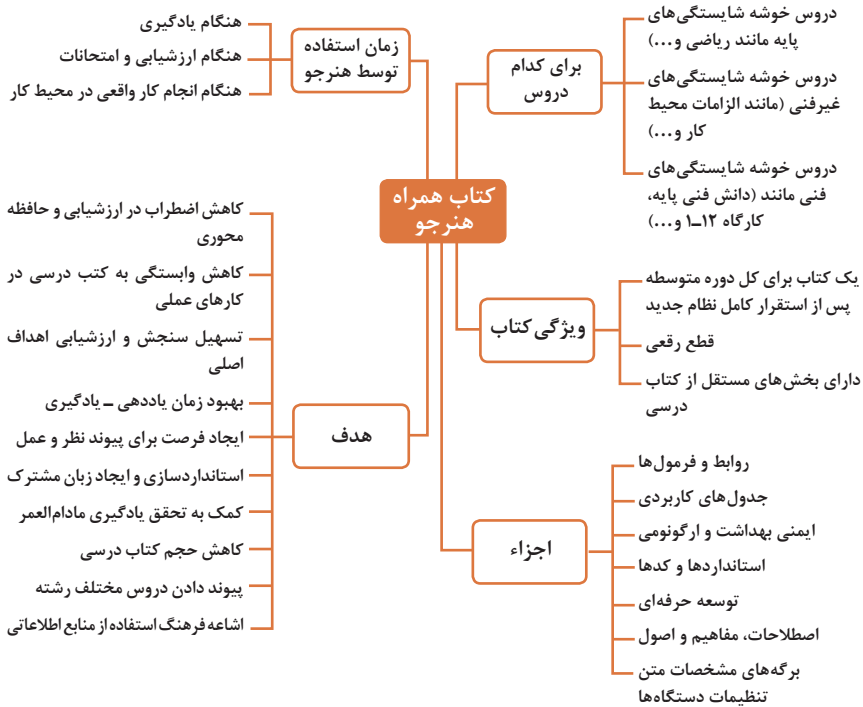 کتاب همراه
هنرجو
برای کدام
دروس
دروس خوشه شایستگی‌های
پایه مانند ریاضی و...)
دروس خوشه شایستگی‌های
غیرفنی (مانند الزامات محیط
کار و...)
دروس خوشه شایستگی‌های
فنی مانند (دانش فنی پایه،
کارگاه ۱۲ــ۱ و...)
ویژگی کتاب
یک کتاب برای کل دوره متوسطه
پس از استقرار کامل نظام جدید
قطع رقعی
دارای بخش‌های مستقل از کتاب
درسی
اجزاء
روابط و فرمول‌ها
جدول‌های کاربردی
ایمنی بهداشت و ارگونومی
استانداردها و کدها
توسعه حرفه‌ای
اصطلاحات، مفاهیم و اصول
برگه‌های مشخصات متن
تنظیمات دستگاه‌ها
زمان استفاده
توسط هنرجو
هنگام یادگیری
هنگام ارزشیابی و امتحانات
هنگام انجام کار واقعی در محیط کار
هدف
کاهش اضطراب در ارزشیابی و حافظه
محوری
کاهش وابستگی به کتب درسی در
کارهای عملی
تسهیل سنجش و ارزشیابی اهداف
اصلی
بهبود زمان یاددهی ــ یادگیری
ایجاد فرصت برای پیوند نظر و عمل
استانداردسازی و ایجاد زبان مشترک
کمک به تحقق یادگیری مادام‌العمر
کاهش حجم کتاب درسی
پیوند دادن دروس مختلف رشته
اشاعه فرهنگ استفاده از منابع اطلاعاتی